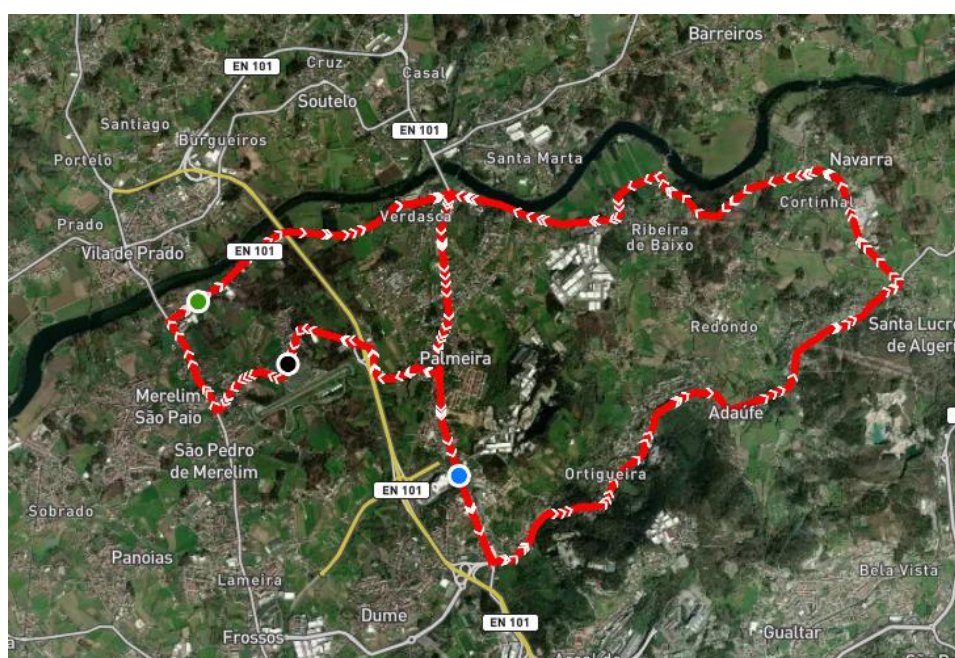 Barreiros
EN 101
Cruz
Casal
Soutelo
Santiago
EN 101
Burgueiros
Portelo
Santa Marta
Navarra
Cortinhal
Verdasca
Prado
Ribeira
de Baixo
Vila de Prado
EN 101
Redondo
Santa Lucré
de Algeri
Palmeira
Merelim
São Paio
Adaúfe
São Pedro
de Merelim
Ortigueira
EN 101
Sobrado
Panoias
Lameira
Bela Vista
Dume
EN 101
Gualtar
Frossos